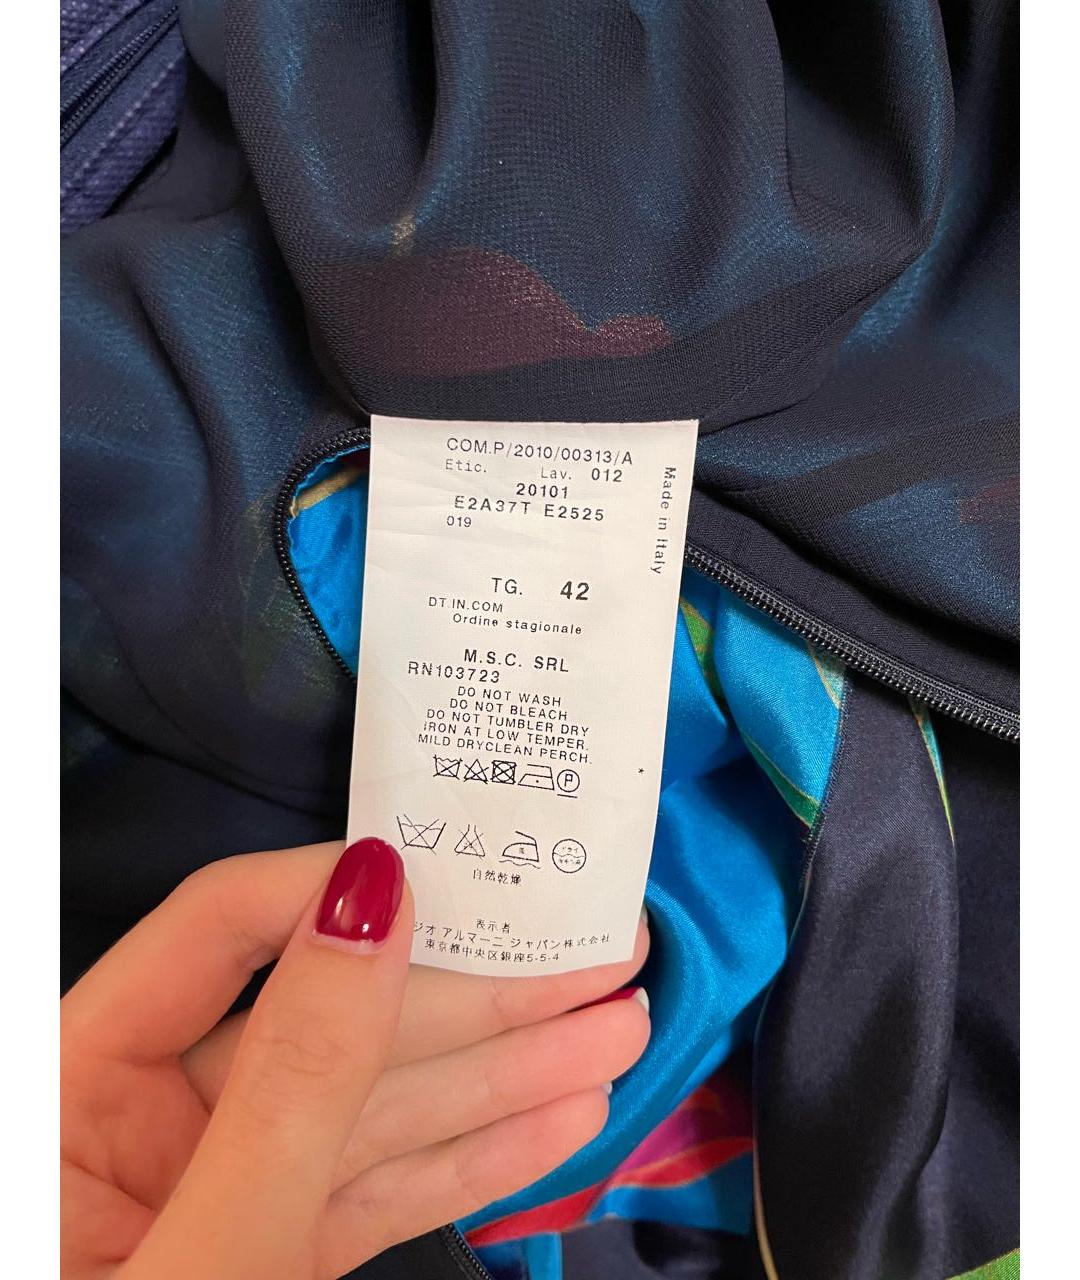 COM.P/2010/00313/A
Etic. Lav. 012
20101
E2A37T E2525
019
Made in Italy
TG. 42
DT.IN.COM
Ordine stagionale
M.S.C. SRL
RN103723
DO NOT WASH
DO NOT BLEACH
DO NOT TUMBLER DRY
IRON AT LOW TEMPER.
MILD DRYCLEAN PERCH.
P
自然乾燥
表示者
ジオ アルマーニ ジャパン株式会社
東京都中央区銀座5-5-4